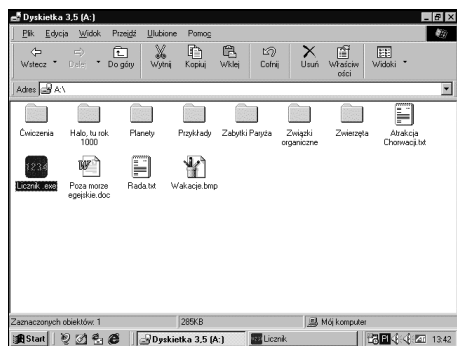 Dyskietka 3,5 (A:)
Plik Edycja Widok Przejdź Ulubione Pomoc
Wstecz Dalej Do góry Wytnij Kopiuj Wklej Cofnij Usuń Właściwości Widoki
Adres A:\
Ćwiczenia Halo, tu rok 1000 Planety Przykłady Zabytki Paryża Związki organiczne Zwierzęta Atrakcja Chorwacji.txt
1234
Licznik .exe Poza morze egejskie.doc Rada.txt Wakacje.bmp
Zaznaczonych obiektów: 1 285KB Mój komputer
Start Dyskietka 3,5 (A:) Licznik Pl 13:42